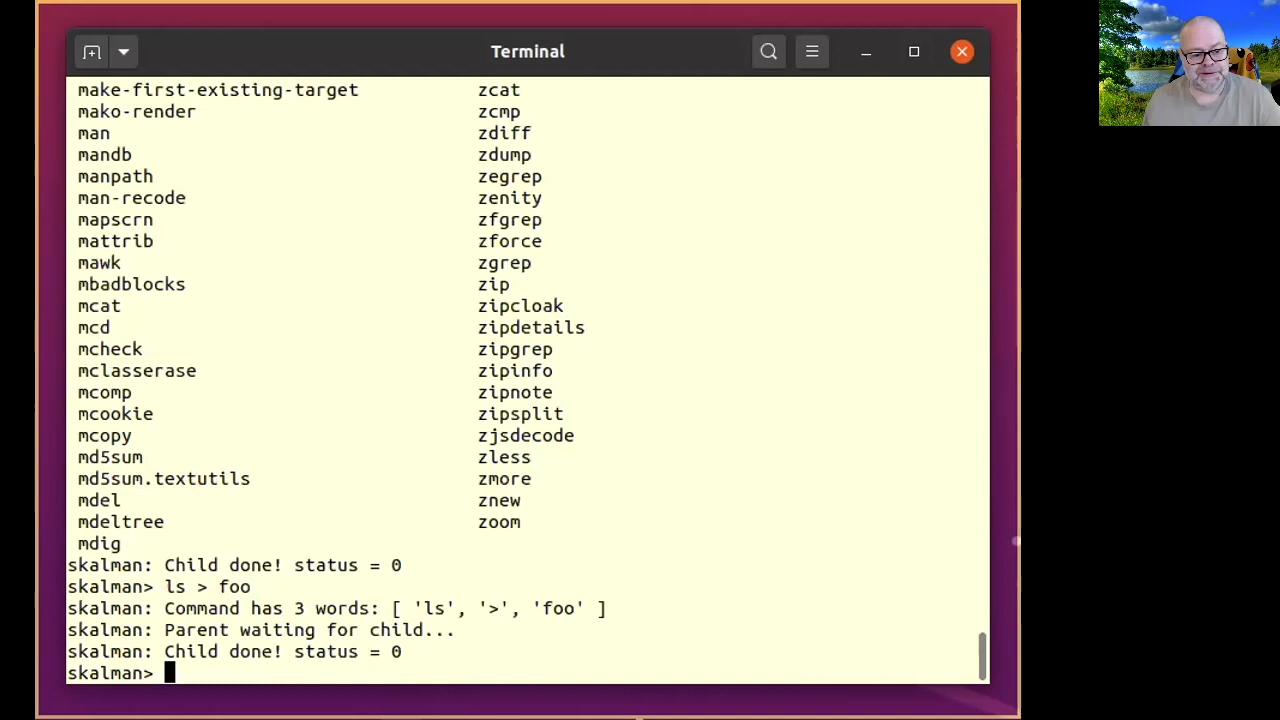 Terminal
make-first-existing-target zcat
mako-render zcmp
man zdiff
mandb zdump
manpath zegrep
man-recode zenity
mapscrn zfgrep
mattrib zforce
mawk zgrep
mbadblocks zip
mcat zipcloak
mcd zipdetails
mcheck zipgrep
mclasserase zipinfo
mcomp zipnote
mcookie zipsplit
mcopy zjsdecode
md5sum zless
md5sum.textutils zmore
mdel znew
mdeltree zoom
mdig
skalman: Child done! status = 0
skalman> ls > foo
skalman: Command has 3 words: [ 'ls', '>', 'foo' ]
skalman: Parent waiting for child...
skalman: Child done! status = 0
skalman>